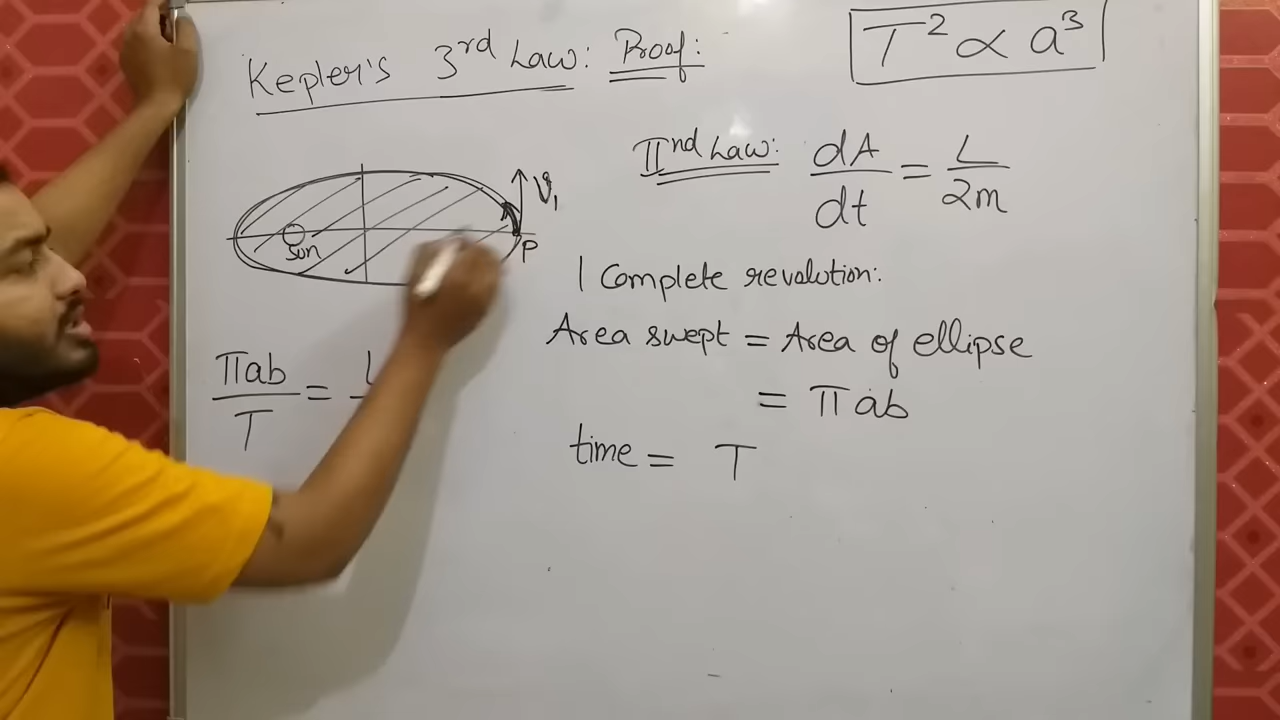 Kepler's 3rd Law: Proof:
T² ∝ a³
IInd Law: dA/dt = L/2m
Sun
P
v₁
1 Complete revolution:
Area swept = Area of ellipse
= πab
time = T
πab/T =